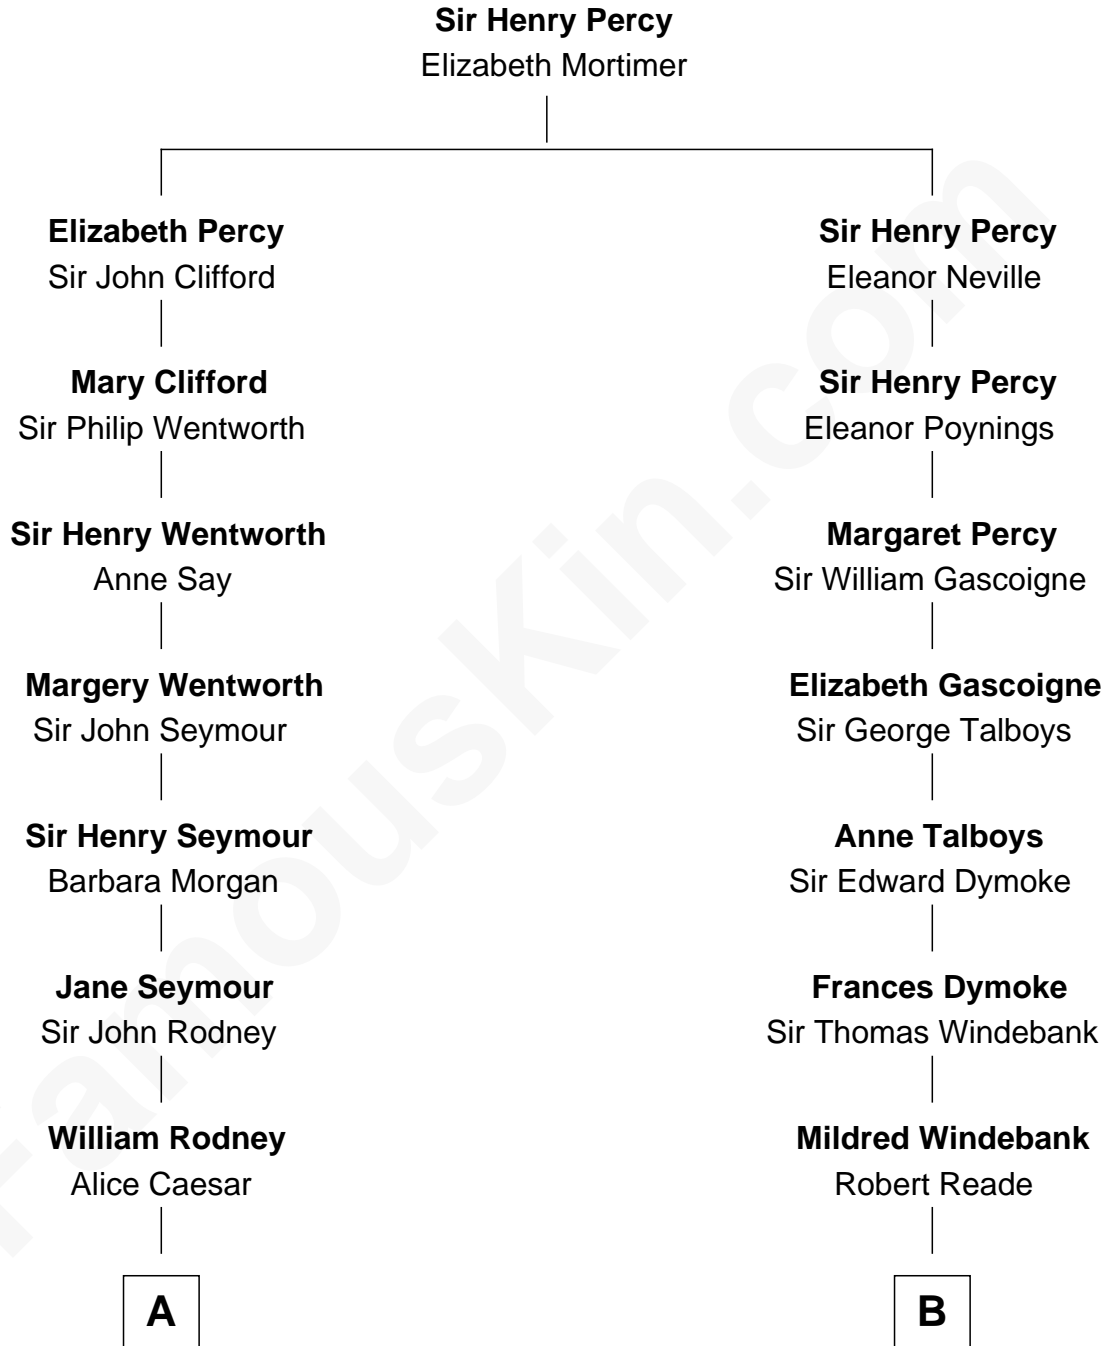 Sir Henry Percy
Elizabeth Mortimer
Elizabeth Percy
Sir John Clifford
Sir Henry Percy
Eleanor Neville
Mary Clifford
Sir Philip Wentworth
Sir Henry Percy
Eleanor Poynings
Sir Henry Wentworth
Anne Say
Margaret Percy
Sir William Gascoigne
Margery Wentworth
Sir John Seymour
Elizabeth Gascoigne
Sir George Talboys
Sir Henry Seymour
Barbara Morgan
Anne Talboys
Sir Edward Dymoke
Jane Seymour
Sir John Rodney
Frances Dymoke
Sir Thomas Windebank
William Rodney
Alice Caesar
Mildred Windebank
Robert Reade
A
B
FamousKin.com